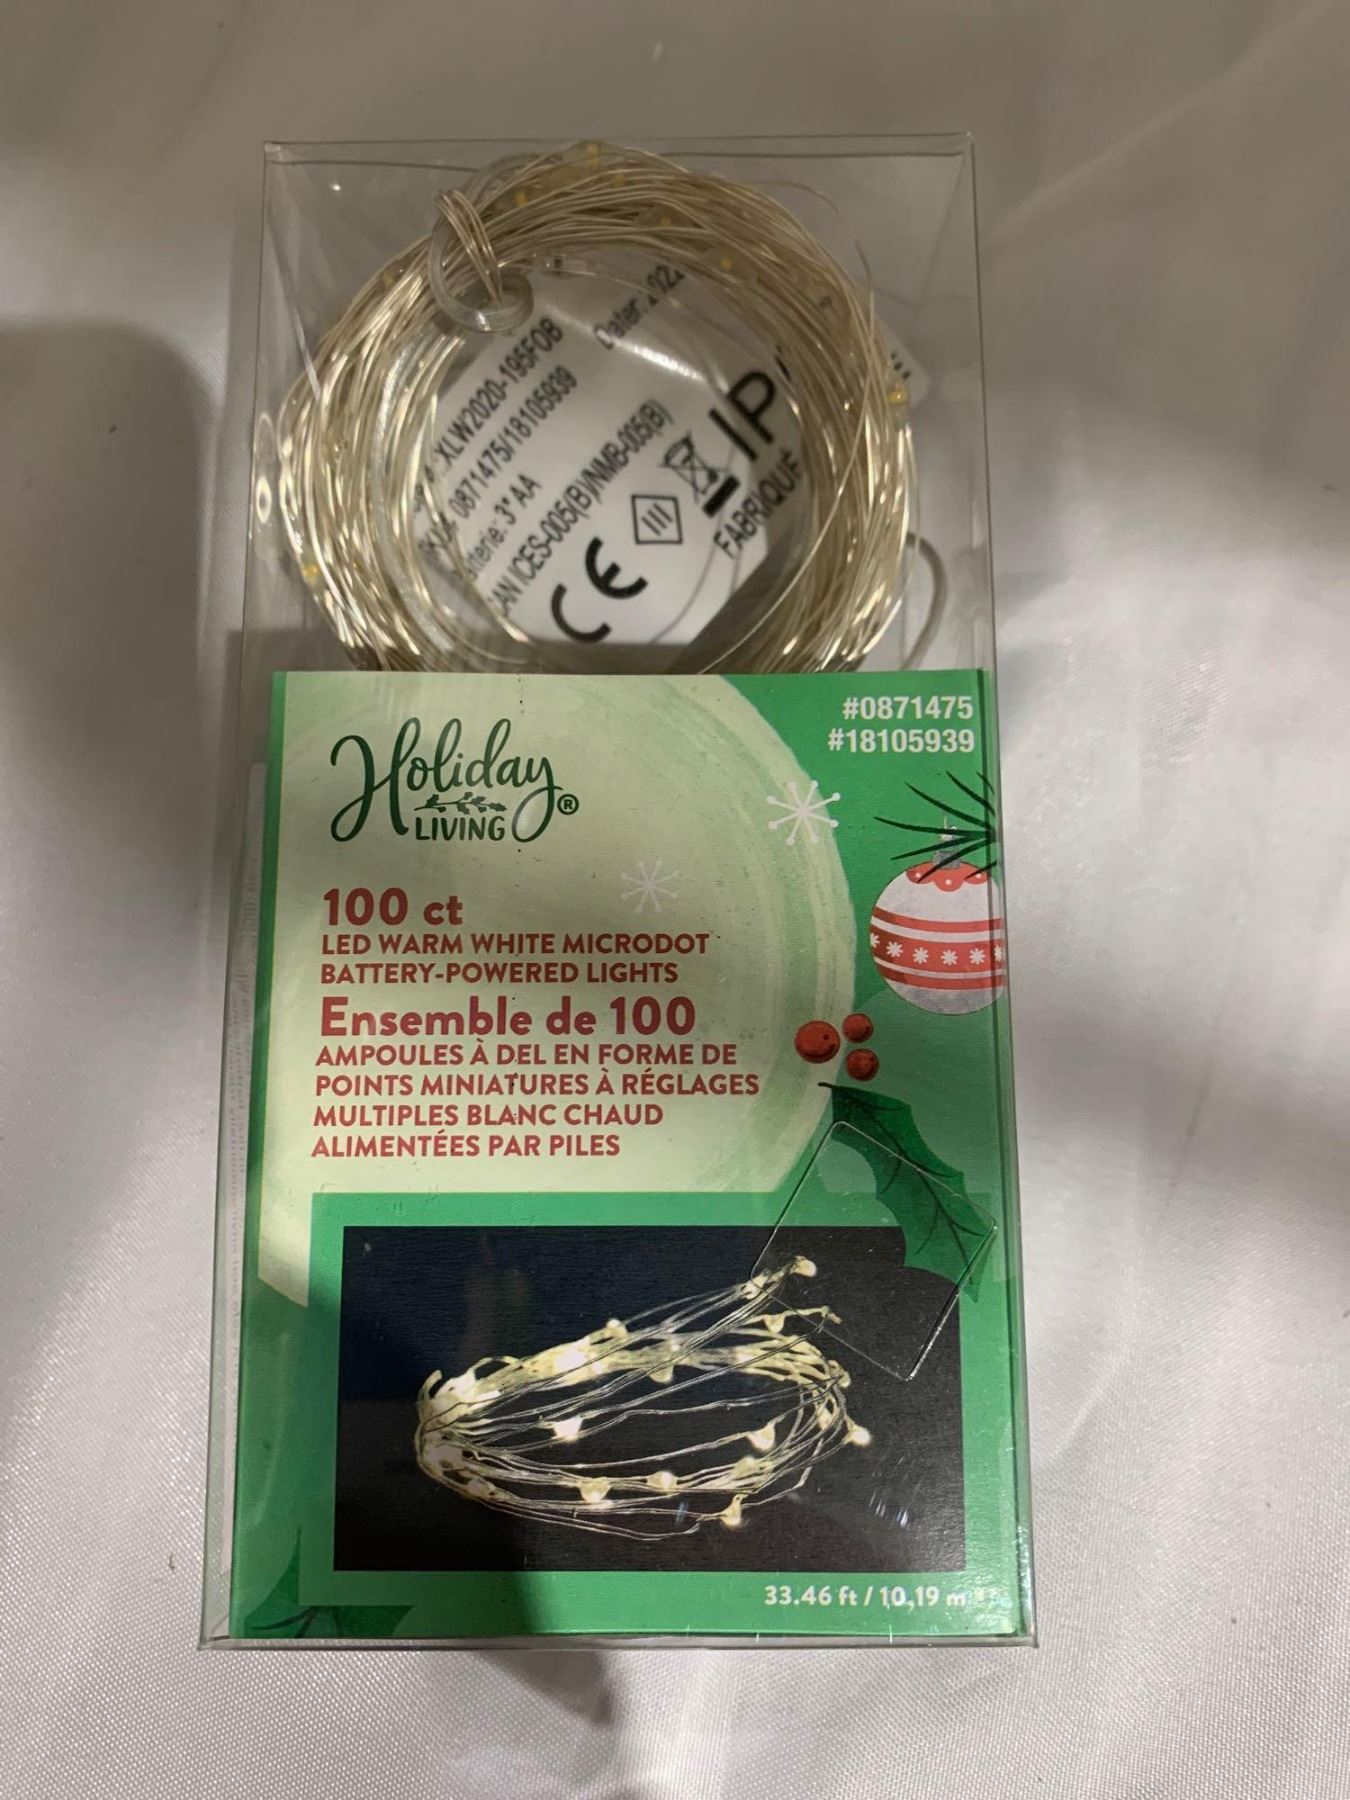 XLW2020-195F08
0871475/18105939
3* AA
CAN ICES-005(B)/NMB-005(B)
CE
Holiday
LIVING®
#0871475
#18105939
100 ct
LED WARM WHITE MICRODOT
BATTERY-POWERED LIGHTS
Ensemble de 100
AMPOULES À DEL EN FORME DE
POINTS MINIATURES À RÉGLAGES
MULTIPLES BLANC CHAUD
ALIMENTÉES PAR PILES
33.46 ft / 10,19 m